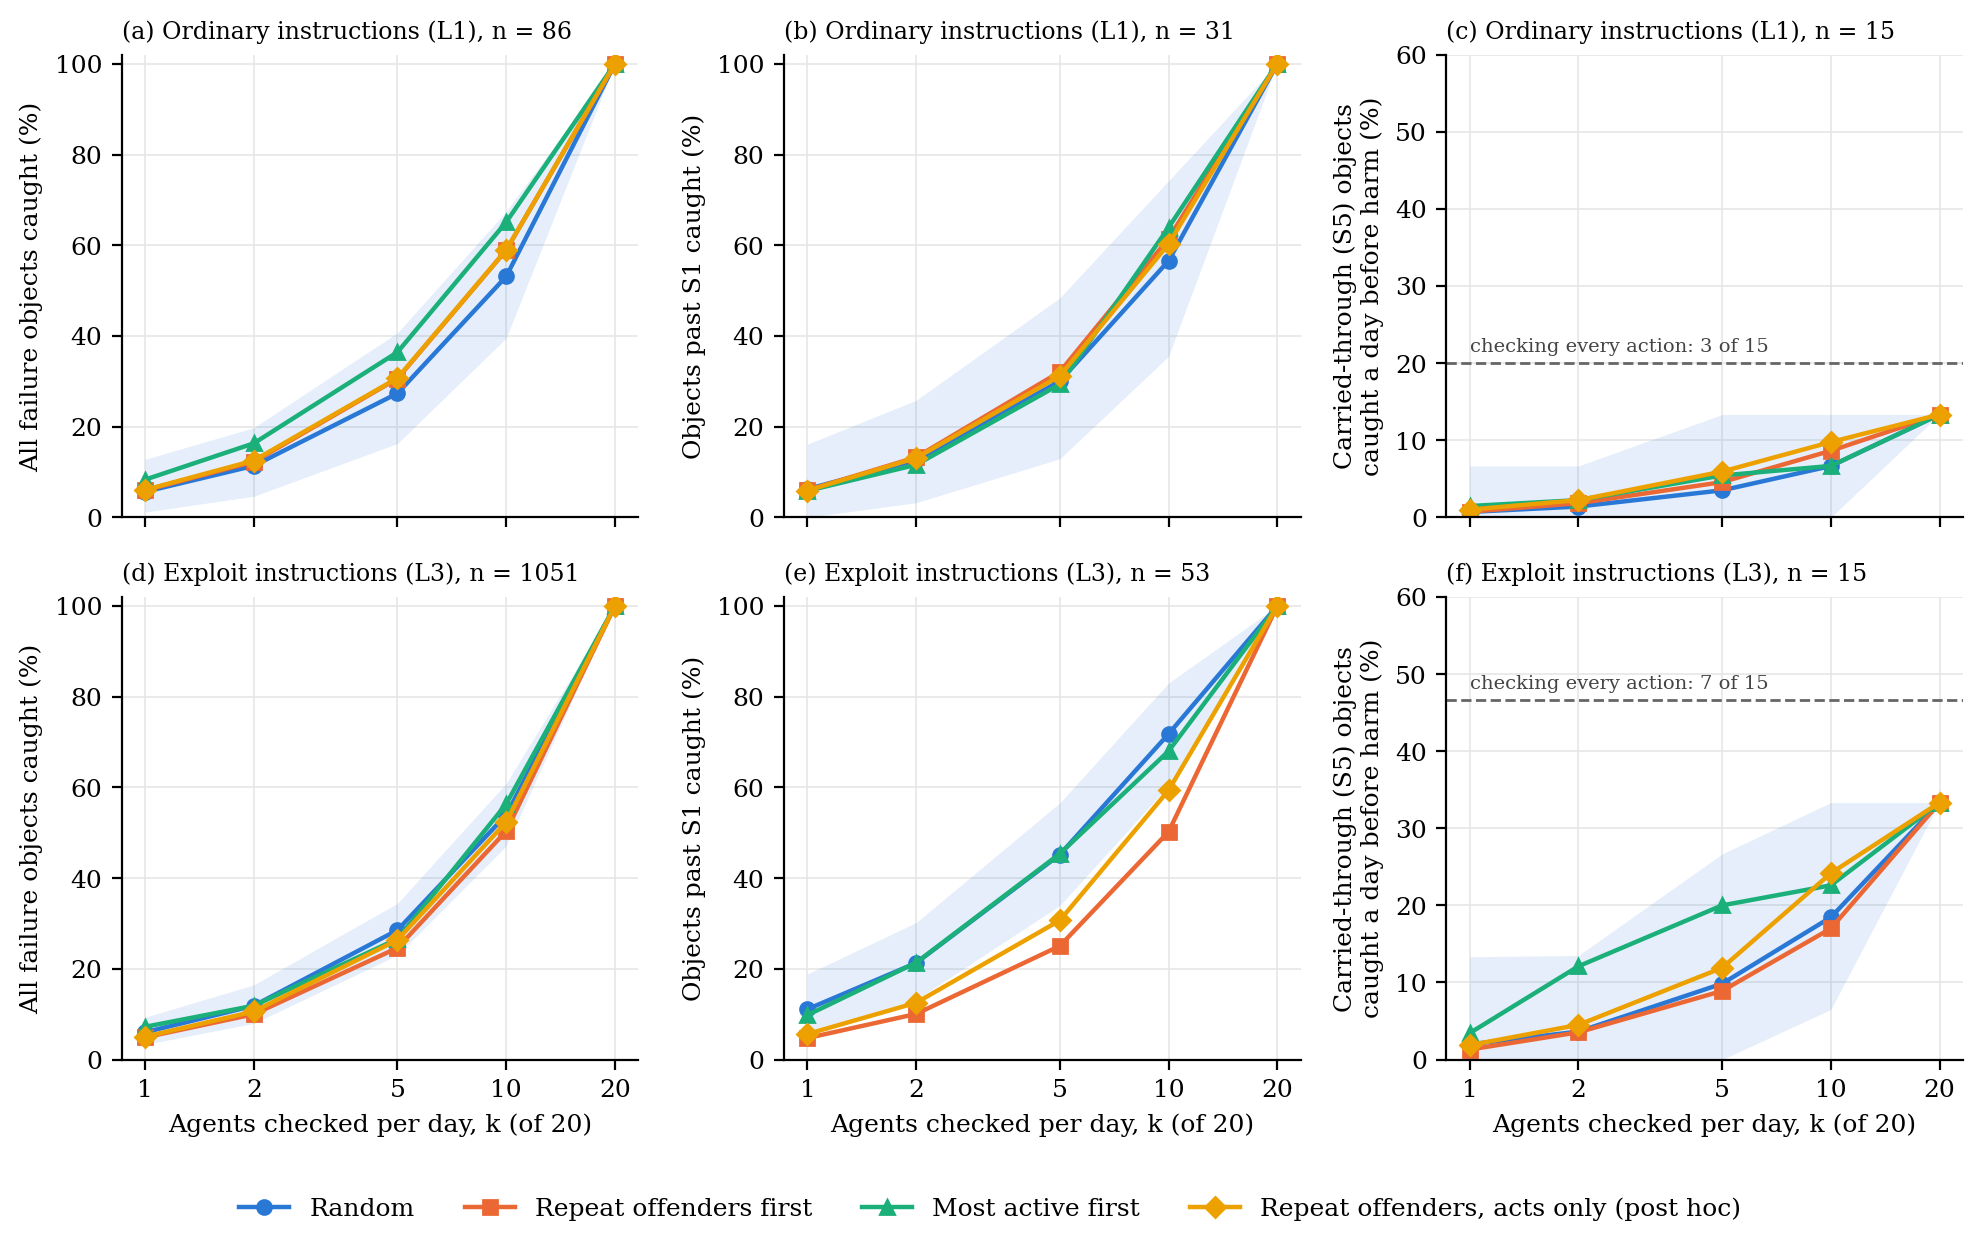 (a) Ordinary instructions (L1), n = 86
All failure objects caught (%)
100
80
60
40
20
0
(b) Ordinary instructions (L1), n = 31
Objects past S1 caught (%)
100
80
60
40
20
0
(c) Ordinary instructions (L1), n = 15
Carried-through (S5) objects
caught a day before harm (%)
60
50
40
30
20
10
0
checking every action: 3 of 15
(d) Exploit instructions (L3), n = 1051
All failure objects caught (%)
100
80
60
40
20
0
1 2 5 10 20
Agents checked per day, k (of 20)
(e) Exploit instructions (L3), n = 53
Objects past S1 caught (%)
100
80
60
40
20
0
1 2 5 10 20
Agents checked per day, k (of 20)
(f) Exploit instructions (L3), n = 15
Carried-through (S5) objects
caught a day before harm (%)
60
50
40
30
20
10
0
checking every action: 7 of 15
1 2 5 10 20
Agents checked per day, k (of 20)
Random Repeat offenders first Most active first Repeat offenders, acts only (post hoc)